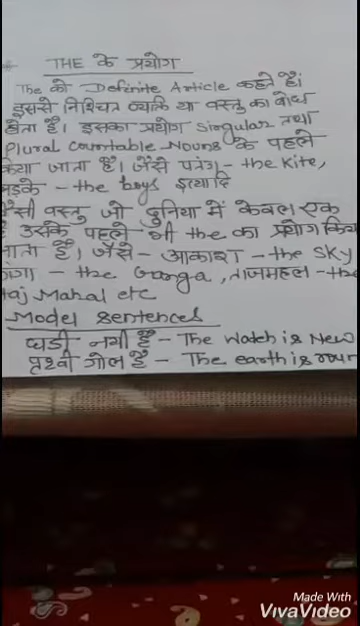 THE के प्रयोग
The को Definite Article कहते हैं।
इससे निश्चित व्यक्ति या वस्तु का बोध
होता है। इसका प्रयोग Singular तथा
Plural countable Nouns के पहले
किया जाता है। जैसे पतंग - the Kite,
लड़के - the boys इत्यादि
ऐसी वस्तु जो दुनिया में केवल एक
है उसके पहले भी the का प्रयोग किया
जाता है। जैसे - आकाश - the sky
गंगा - the Ganga, ताजमहल - the
Taj Mahal etc
Model sentences
घड़ी नयी है - The watch is New
पृथ्वी गोल है - The earth is roun
Made With
VivaVideo